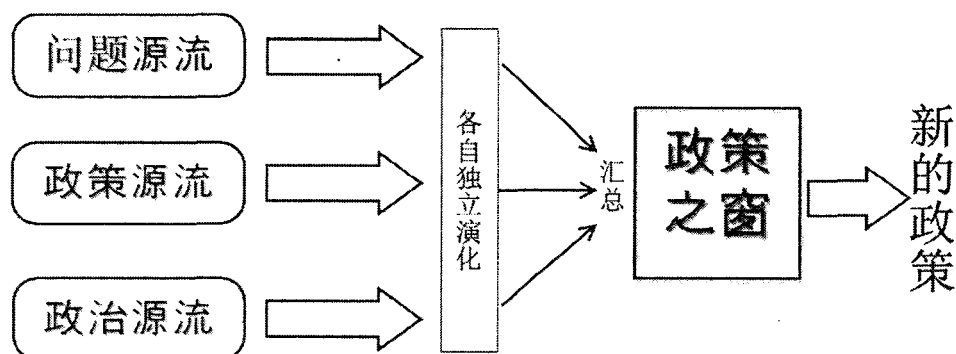 问题源流
政策源流
政治源流
各自独立演化
汇总
政策
之窗
新的政策